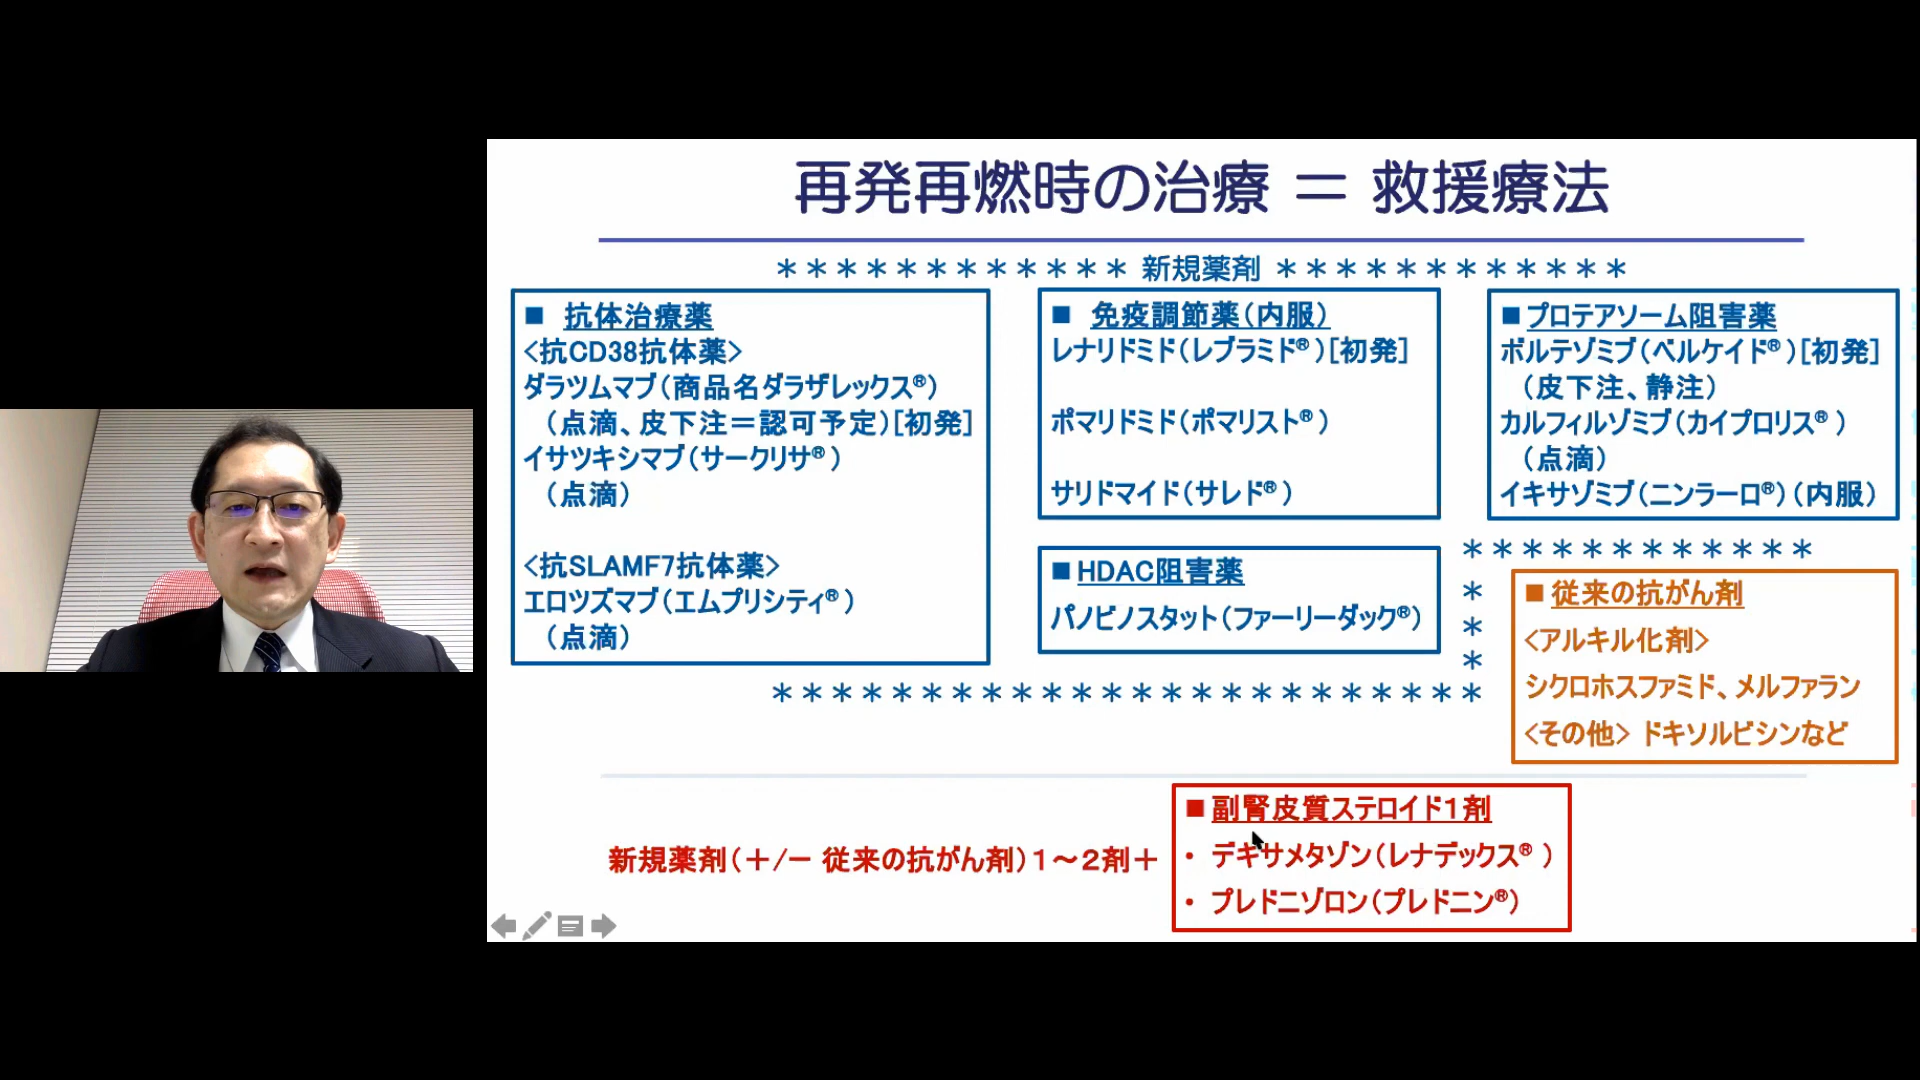 再発再燃時の治療 ＝ 救援療法
＊＊＊＊＊＊＊＊＊＊＊＊ 新規薬剤 ＊＊＊＊＊＊＊＊＊＊＊＊
■ 抗体治療薬
<抗CD38抗体薬>
ダラツムマブ（商品名ダラザレックス®）
（点滴、皮下注＝認可予定）[初発]
イサツキシマブ（サークリサ®）
（点滴）
<抗SLAMF7抗体薬>
エロツズマブ（エムプリシティ®）
（点滴）
■ 免疫調節薬（内服）
レナリドミド（レブラミド®）[初発]
ポマリドミド（ポマリスト®）
サリドマイド（サレド®）
■ HDAC阻害薬
パノビノスタット（ファーリーダック®）
■ プロテアソーム阻害薬
ボルテゾミブ（ベルケイド®）[初発]
（皮下注、静注）
カルフィルゾミブ（カイプロリス®）
（点滴）
イキサゾミブ（ニンラーロ®）（内服）
＊＊＊＊＊＊＊＊＊＊＊＊
＊
＊
＊
＊＊＊＊＊＊＊＊＊＊＊＊＊＊＊＊＊＊＊＊＊＊＊＊
■ 従来の抗がん剤
<アルキル化剤>
シクロホスファミド、メルファラン
<その他> ドキソルビシンなど
新規薬剤（＋/－ 従来の抗がん剤）１～２剤＋
■ 副腎皮質ステロイド１剤
• デキサメタゾン（レナデックス®）
• プレドニゾロン（プレドニン®）